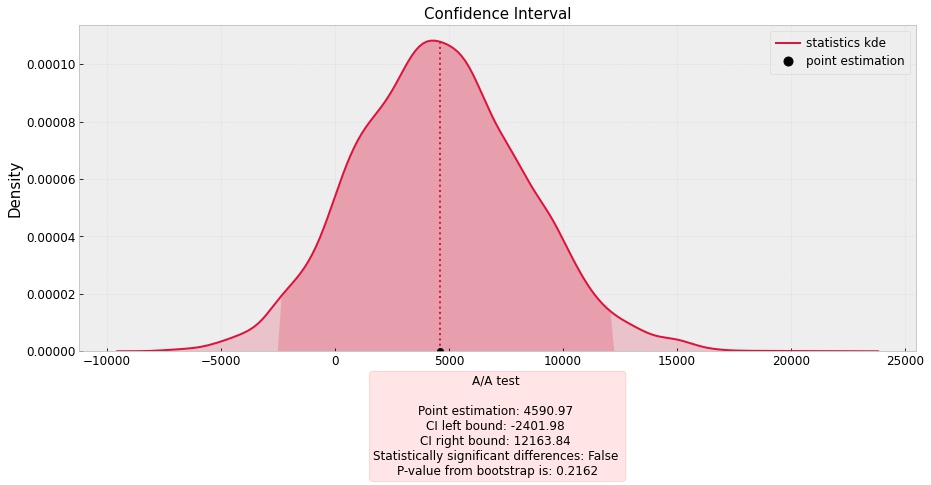 Confidence Interval
statistics kde
point estimation
Density
0.00010
0.00008
0.00006
0.00004
0.00002
0.00000
−10000 −5000 0 5000 10000 15000 20000 25000
A/A test
Point estimation: 4590.97
CI left bound: -2401.98
CI right bound: 12163.84
Statistically significant differences: False
P-value from bootstrap is: 0.2162